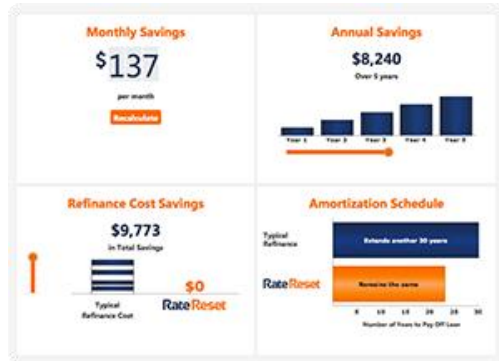 Monthly Savings
$137
per month
Recalculate
Annual Savings
$8,240
Over 5 years
Year 1 Year 2 Year 3 Year 4 Year 5
Refinance Cost Savings
$9,773
in Total Savings
$0
Typical
Refinance Cost
RateReset
Amortization Schedule
Typical
Refinance
Extends another 30 years
RateReset
Remains the same
5 10 15 20 25 30
Number of Years to Pay Off Loan